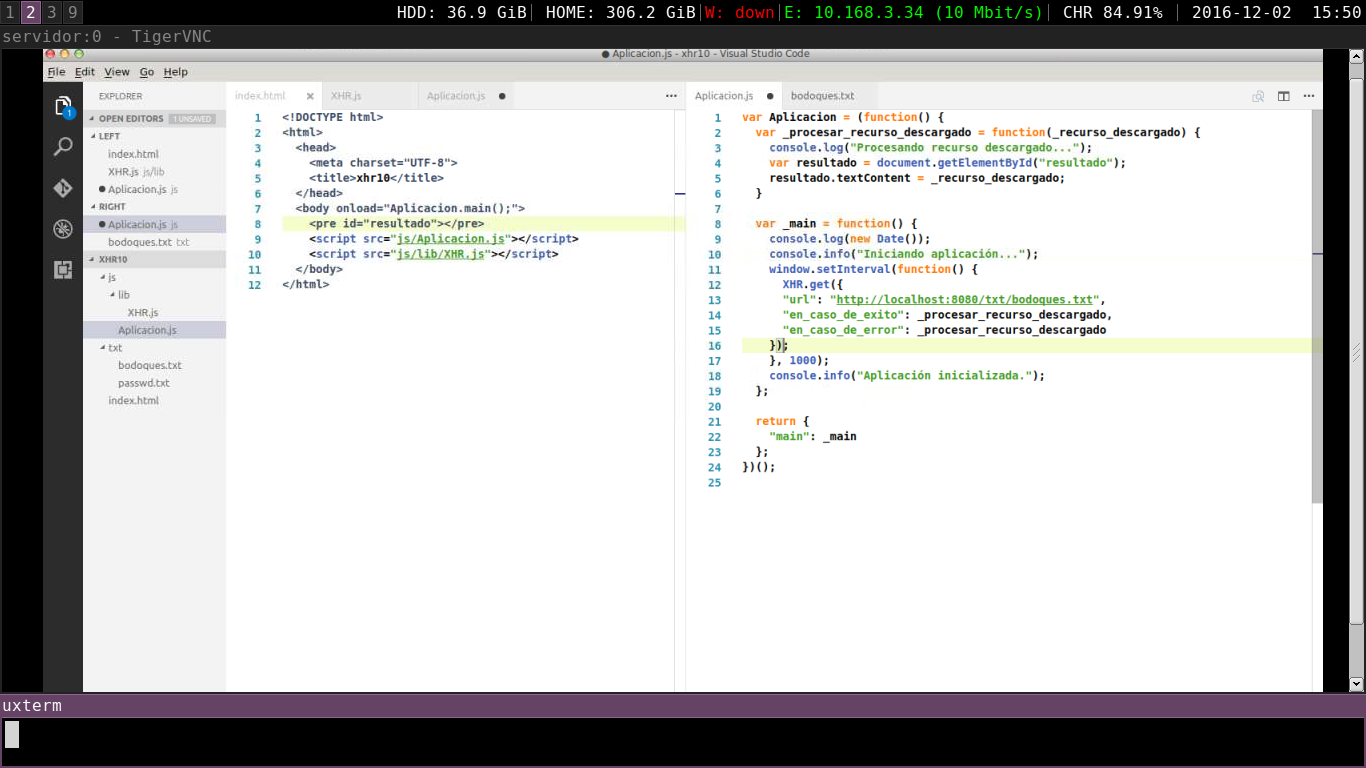 1 2 3 9 HDD: 36.9 GiB| HOME: 306.2 GiB|W: down|E: 10.168.3.34 (10 Mbit/s)| CHR 84.91% | 2016-12-02 15:50
servidor:0 - TigerVNC
● Aplicacion.js - xhr10 - Visual Studio Code
File Edit View Go Help
EXPLORER
OPEN EDITORS 1 UNSAVED
LEFT
index.html
XHR.js js/lib
Aplicacion.js js
RIGHT
Aplicacion.js js
bodoques.txt txt
XHR10
js
lib
XHR.js
Aplicacion.js
txt
bodoques.txt
passwd.txt
index.html
1
index.html × XHR.js Aplicacion.js ● ...
1 <!DOCTYPE html>
2 <html>
3   <head>
4     <meta charset="UTF-8">
5     <title>xhr10</title>
6   </head>
7   <body onload="Aplicacion.main();">
8     <pre id="resultado"></pre>
9     <script src="js/Aplicacion.js"></script>
10     <script src="js/lib/XHR.js"></script>
11   </body>
12 </html>
Aplicacion.js ● bodoques.txt ...
1 var Aplicacion = (function() {
2   var _procesar_recurso_descargado = function(_recurso_descargado) {
3     console.log("Procesando recurso descargado...");
4     var resultado = document.getElementById("resultado");
5     resultado.textContent = _recurso_descargado;
6   }
7
8   var _main = function() {
9     console.log(new Date());
10     console.info("Iniciando aplicación...");
11     window.setInterval(function() {
12       XHR.get({
13       "url": "http://localhost:8080/txt/bodoques.txt",
14       "en_caso_de_exito": _procesar_recurso_descargado,
15       "en_caso_de_error": _procesar_recurso_descargado
16     });
17     }, 1000);
18     console.info("Aplicación inicializada.");
19   };
20
21   return {
22     "main": _main
23   };
24 })();
25
uxterm